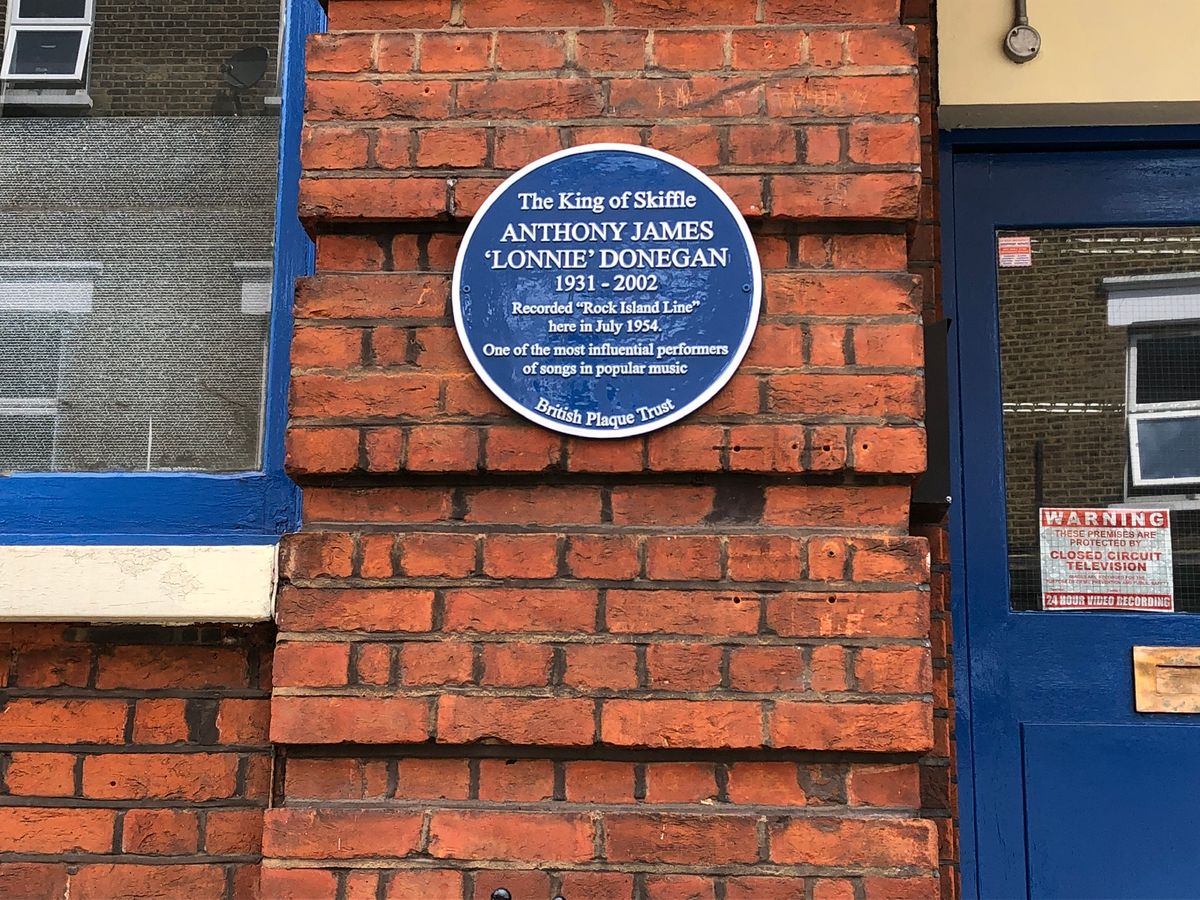 The King of Skiffle
ANTHONY JAMES
‘LONNIE’ DONEGAN
1931 - 2002
Recorded “Rock Island Line”
here in July 1954.
One of the most influential performers
of songs in popular music
British Plaque Trust
WARNING
THESE PREMISES ARE
PROTECTED BY
CLOSED CIRCUIT
TELEVISION
24 HOUR VIDEO RECORDING